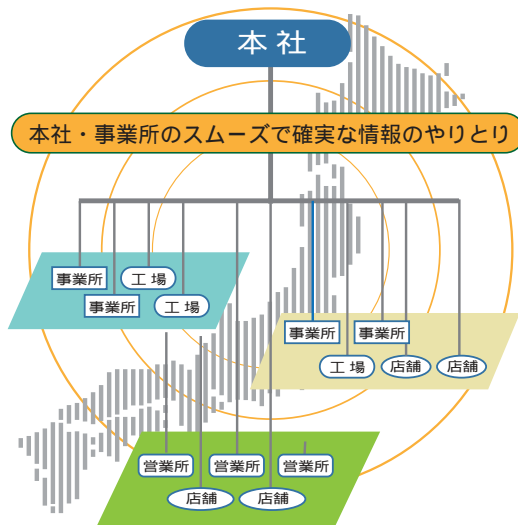 本社
本社・事業所のスムーズで確実な情報のやりとり
事業所
工場
事業所
工場
事業所
事業所
工場
店舗
店舗
営業所
営業所
営業所
店舗
店舗